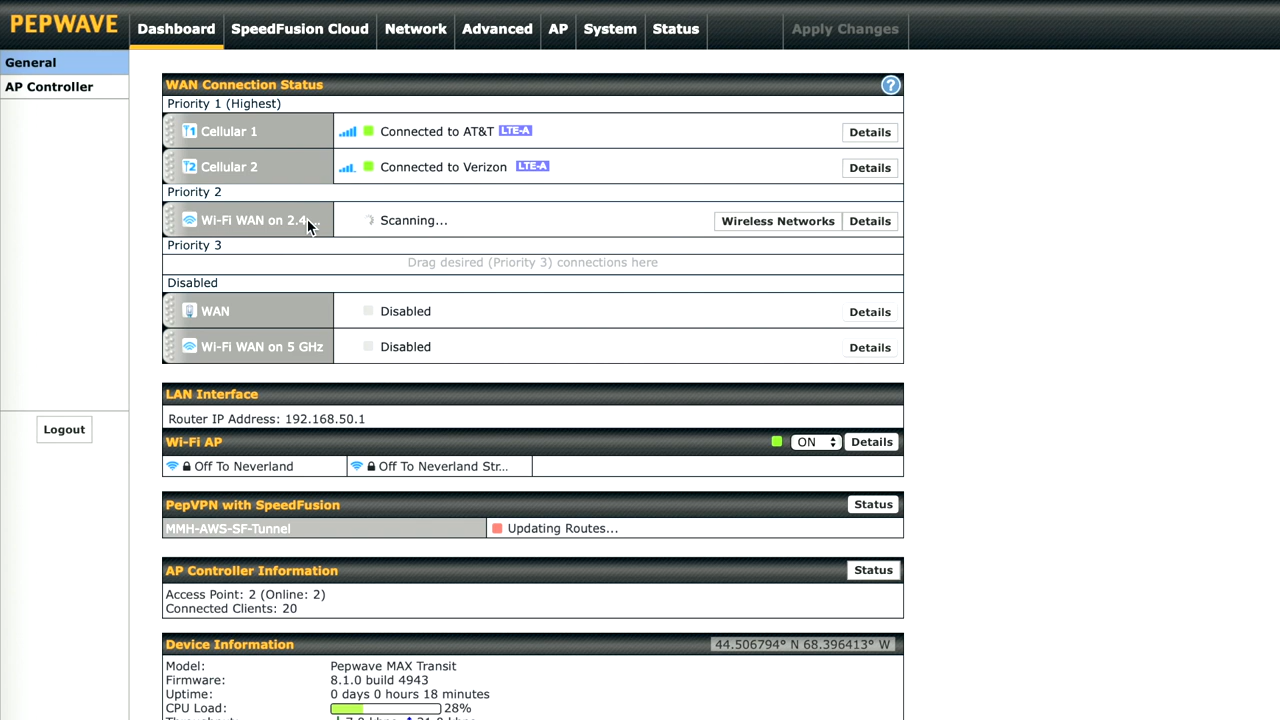 PEPWAVE
Dashboard SpeedFusion Cloud Network Advanced AP System Status Apply Changes
General
AP Controller
Logout
WAN Connection Status ?
Priority 1 (Highest)
1 Cellular 1 Connected to AT&T LTE-A Details
2 Cellular 2 Connected to Verizon LTE-A Details
Priority 2
Wi-Fi WAN on 2.4... Scanning... Wireless Networks Details
Priority 3
Drag desired (Priority 3) connections here
Disabled
WAN Disabled Details
Wi-Fi WAN on 5 GHz Disabled Details
LAN Interface
Router IP Address: 192.168.50.1
Wi-Fi AP ON Details
Off To Neverland Off To Neverland Str...
PepVPN with SpeedFusion Status
MMH-AWS-SF-Tunnel Updating Routes...
AP Controller Information Status
Access Point: 2 (Online: 2)
Connected Clients: 20
Device Information 44.506794° N 68.396413° W
Model: Pepwave MAX Transit
Firmware: 8.1.0 build 4943
Uptime: 0 days 0 hours 18 minutes
CPU Load: 28%